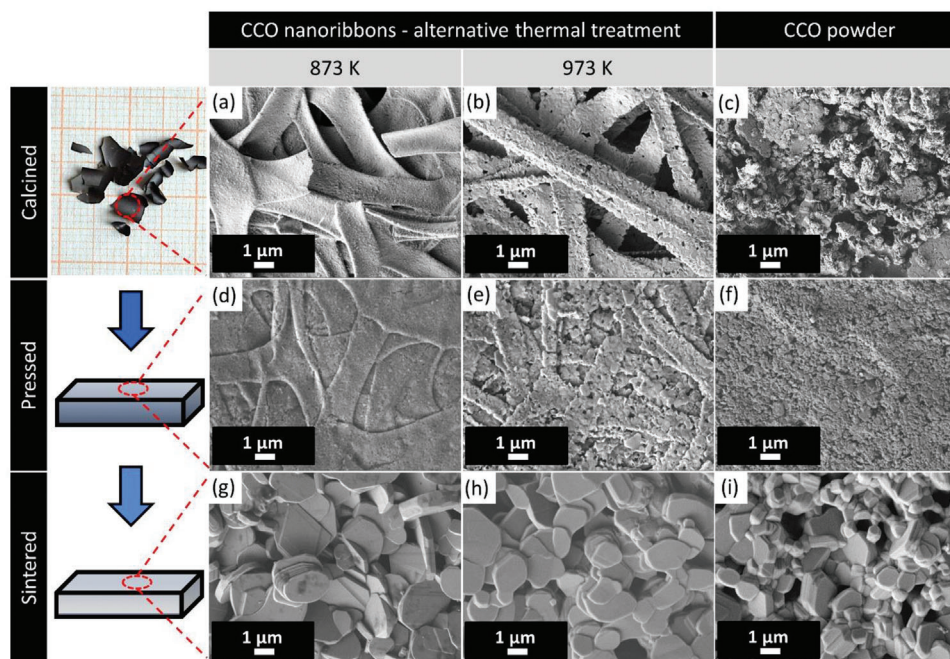 CCO nanoribbons - alternative thermal treatment
CCO powder
873 K
973 K
Calcined
(a)
1 µm
(b)
1 µm
(c)
1 µm
Pressed
(d)
1 µm
(e)
1 µm
(f)
1 µm
Sintered
(g)
1 µm
(h)
1 µm
(i)
1 µm